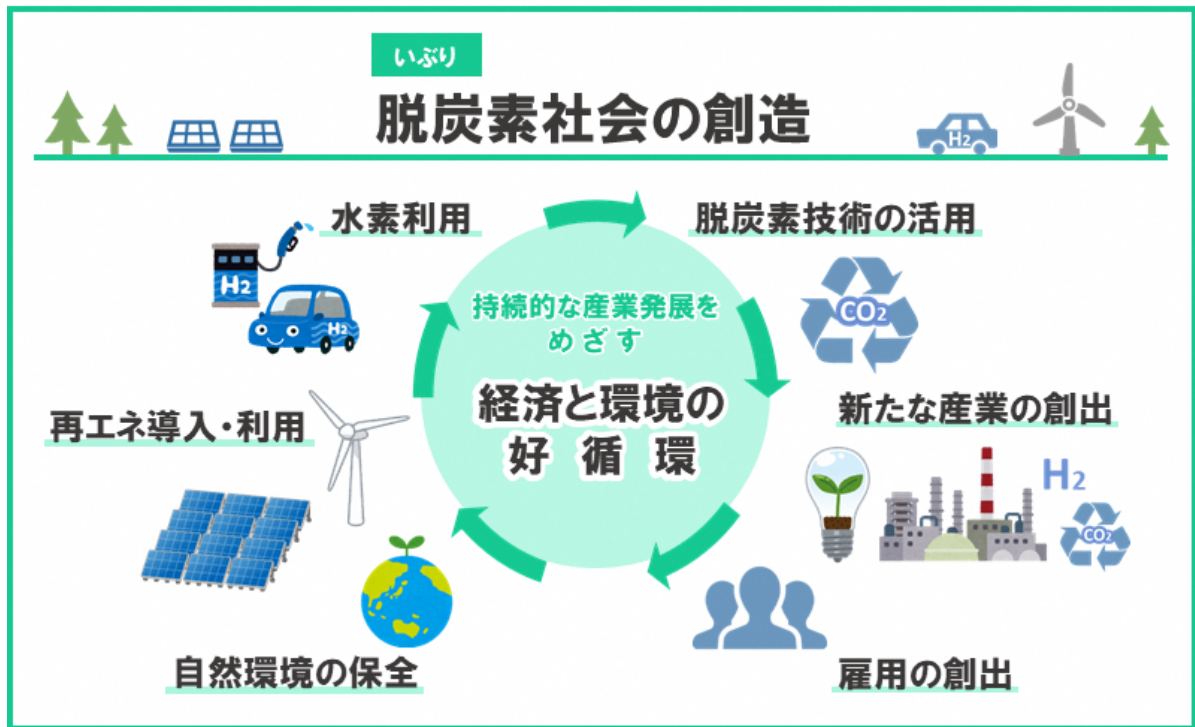 いぶり
脱炭素社会の創造
H2
水素利用
脱炭素技術の活用
H2
H2
CO2
持続的な産業発展を
めざす
経済と環境の
好循環
再エネ導入・利用
新たな産業の創出
H2
CO2
自然環境の保全
雇用の創出